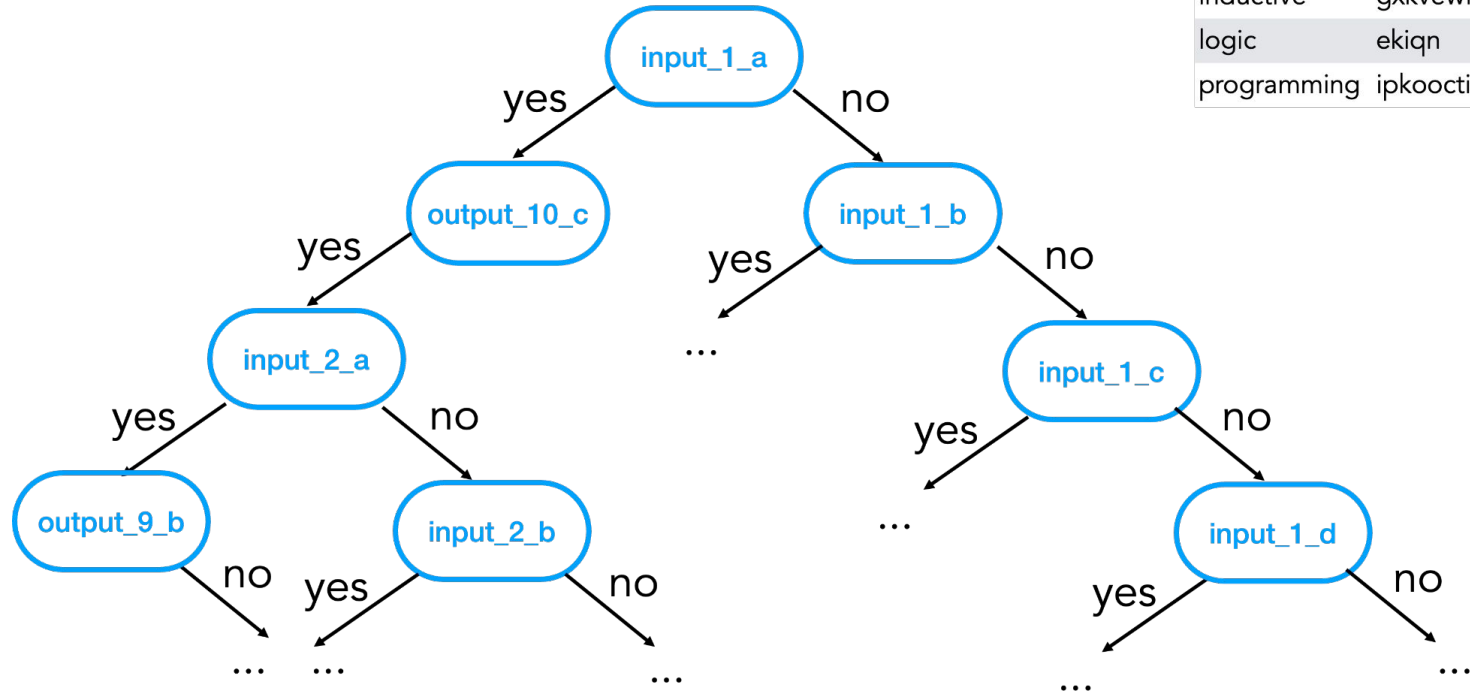 inductive
logic ekiqn
programming
input_1_a
yes no
output_10_c input_1_b
yes yes no
input_2_a ... input_1_c
yes no yes no
output_9_b input_2_b ... input_1_d
no yes no yes no
... ... ... ... ...